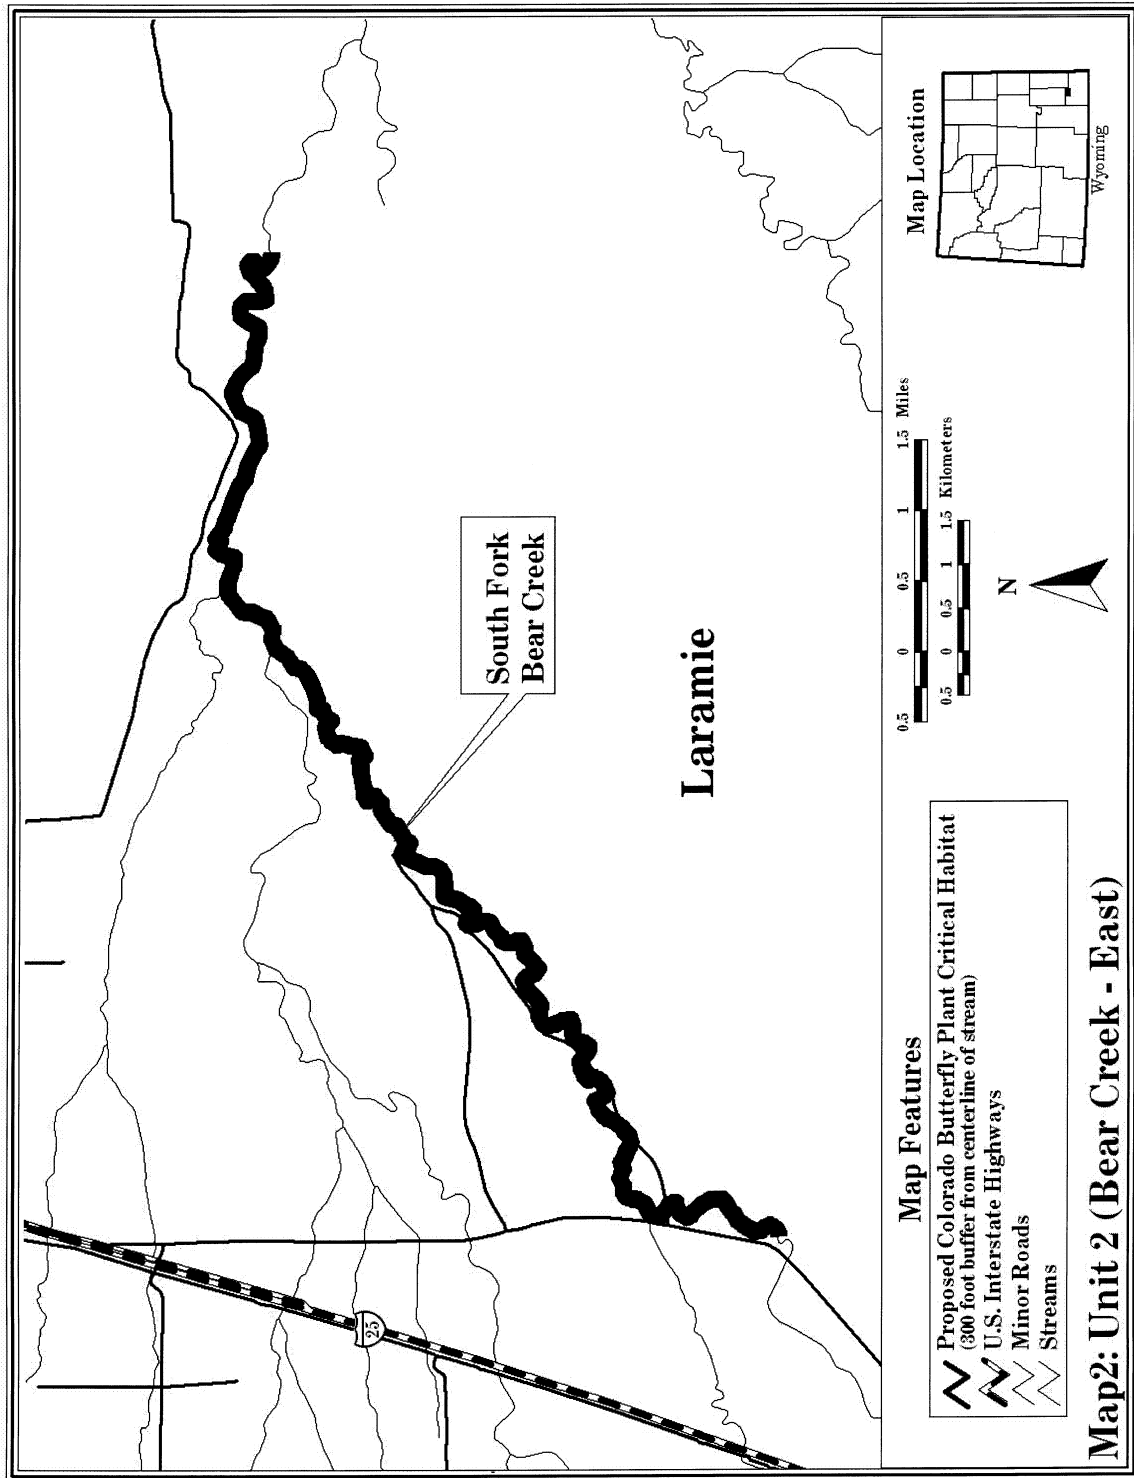 South Fork
Bear Creek
Laramie
25
Map Features
Proposed Colorado Butterfly Plant Critical Habitat
(300 foot buffer from centerline of stream)
U.S. Interstate Highways
Minor Roads
Streams
0.5 0 0.5 1 1.5 Miles
0.5 0 0.5 1 1.5 Kilometers
N
Map Location
Wyoming
Map2: Unit 2 (Bear Creek - East)